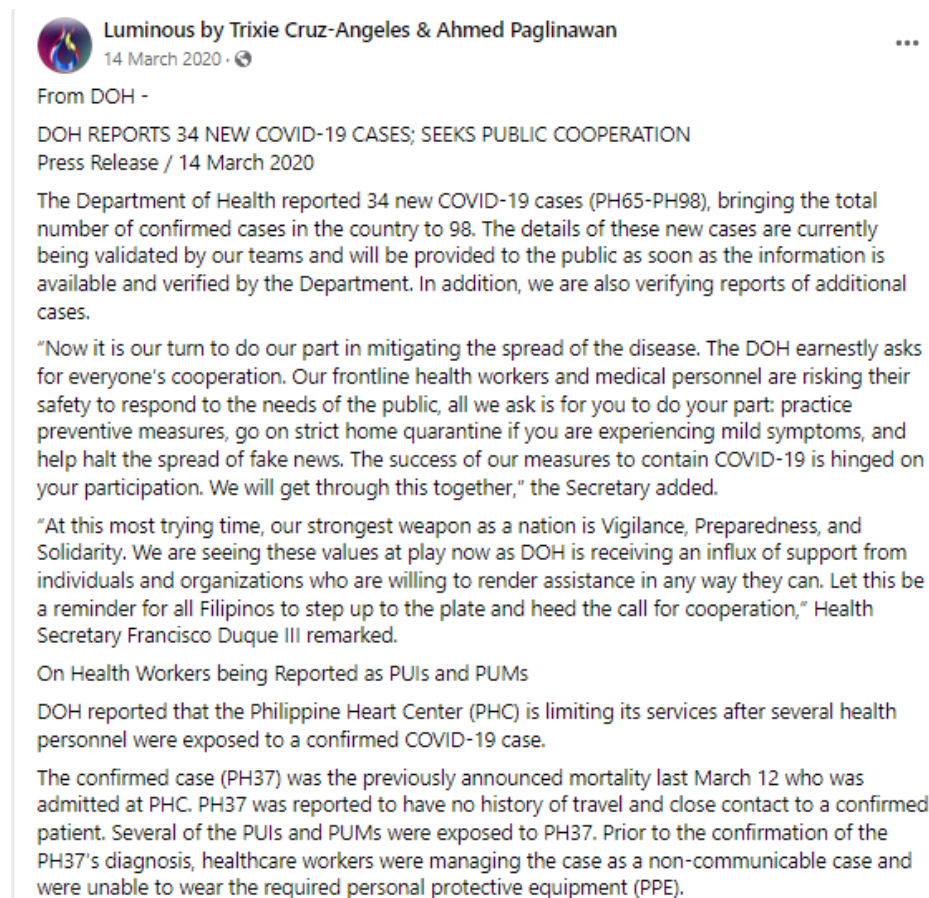 Luminous by Trixie Cruz-Angeles & Ahmed Paglinawan
14 March 2020 ·
From DOH -
DOH REPORTS 34 NEW COVID-19 CASES; SEEKS PUBLIC COOPERATION
Press Release / 14 March 2020
The Department of Health reported 34 new COVID-19 cases (PH65-PH98), bringing the total
number of confirmed cases in the country to 98. The details of these new cases are currently
being validated by our teams and will be provided to the public as soon as the information is
available and verified by the Department. In addition, we are also verifying reports of additional
cases.
“Now it is our turn to do our part in mitigating the spread of the disease. The DOH earnestly asks
for everyone's cooperation. Our frontline health workers and medical personnel are risking their
safety to respond to the needs of the public, all we ask is for you to do your part: practice
preventive measures, go on strict home quarantine if you are experiencing mild symptoms, and
help halt the spread of fake news. The success of our measures to contain COVID-19 is hinged on
your participation. We will get through this together,” the Secretary added.
“At this most trying time, our strongest weapon as a nation is Vigilance, Preparedness, and
Solidarity. We are seeing these values at play now as DOH is receiving an influx of support from
individuals and organizations who are willing to render assistance in any way they can. Let this be
a reminder for all Filipinos to step up to the plate and heed the call for cooperation,” Health
Secretary Francisco Duque III remarked.
On Health Workers being Reported as PUIs and PUMs
DOH reported that the Philippine Heart Center (PHC) is limiting its services after several health
personnel were exposed to a confirmed COVID-19 case.
The confirmed case (PH37) was the previously announced mortality last March 12 who was
admitted at PHC. PH37 was reported to have no history of travel and close contact to a confirmed
patient. Several of the PUIs and PUMs were exposed to PH37. Prior to the confirmation of the
PH37's diagnosis, healthcare workers were managing the case as a non-communicable case and
were unable to wear the required personal protective equipment (PPE).